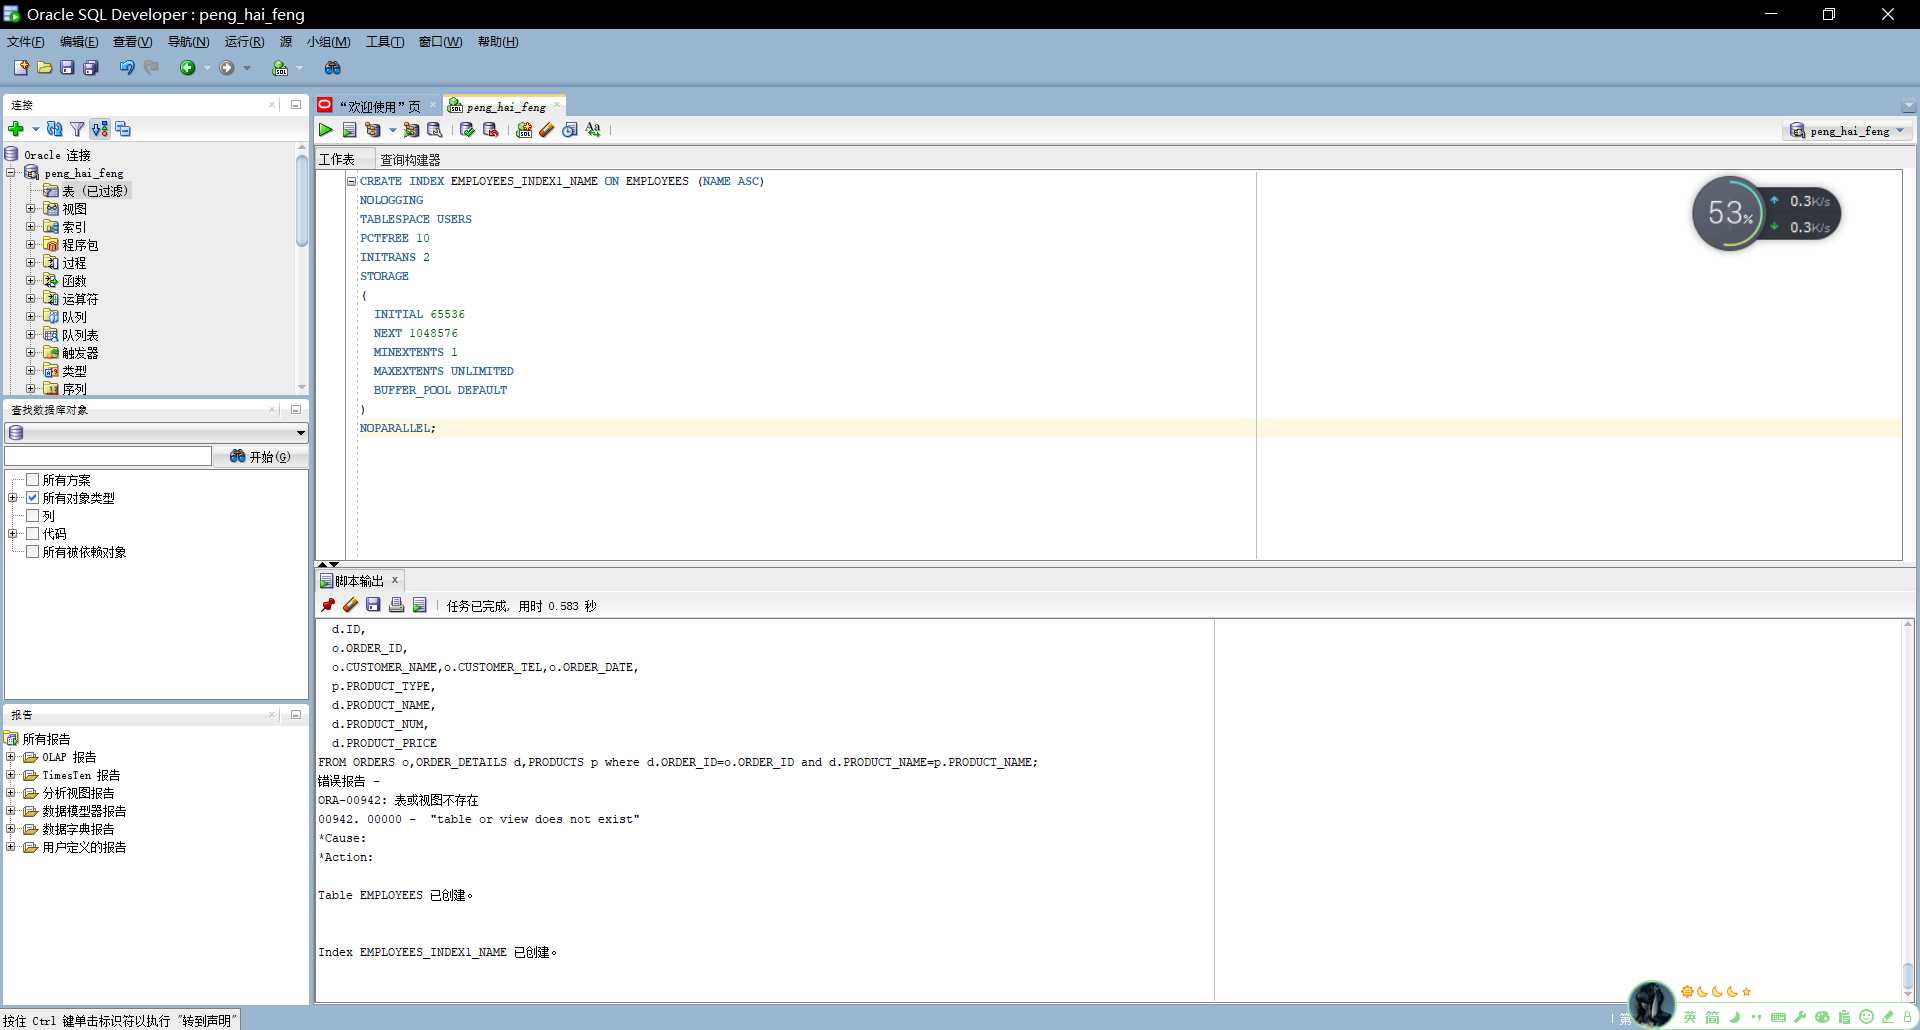 Oracle SQL Developer : peng_hai_feng
文件(F) 编辑(E) 查看(V) 导航(N) 运行(R) 源 小组(M) 工具(T) 窗口(W) 帮助(H)
连接
Oracle 连接
peng_hai_feng
表 (已过滤)
视图
索引
程序包
过程
函数
运算符
队列
队列表
触发器
类型
序列
查找数据库对象
开始(G)
所有方案
所有对象类型
列
代码
所有被依赖对象
报告
所有报告
OLAP 报告
TimesTen 报告
分析视图报告
数据模型器报告
数据字典报告
用户定义的报告
“欢迎使用”页
peng_hai_feng
peng_hai_feng
工作表 查询构建器
CREATE INDEX EMPLOYEES_INDEX1_NAME ON EMPLOYEES (NAME ASC)
NOLOGGING
TABLESPACE USERS
PCTFREE 10
INITRANS 2
STORAGE
(
INITIAL 65536
NEXT 1048576
MINEXTENTS 1
MAXEXTENTS UNLIMITED
BUFFER_POOL DEFAULT
)
NOPARALLEL;
53%
0.3K/s
0.3K/s
脚本输出
任务已完成, 用时 0.583 秒
d.ID,
o.ORDER_ID,
o.CUSTOMER_NAME,o.CUSTOMER_TEL,o.ORDER_DATE,
p.PRODUCT_TYPE,
d.PRODUCT_NAME,
d.PRODUCT_NUM,
d.PRODUCT_PRICE
FROM ORDERS o,ORDER_DETAILS d,PRODUCTS p where d.ORDER_ID=o.ORDER_ID and d.PRODUCT_NAME=p.PRODUCT_NAME;
错误报告 -
ORA-00942: 表或视图不存在
00942. 00000 - "table or view does not exist"
*Cause:
*Action:
Table EMPLOYEES 已创建。
Index EMPLOYEES_INDEX1_NAME 已创建。
按住 Ctrl 键单击标识符以执行 "转到声明"
第
英 简